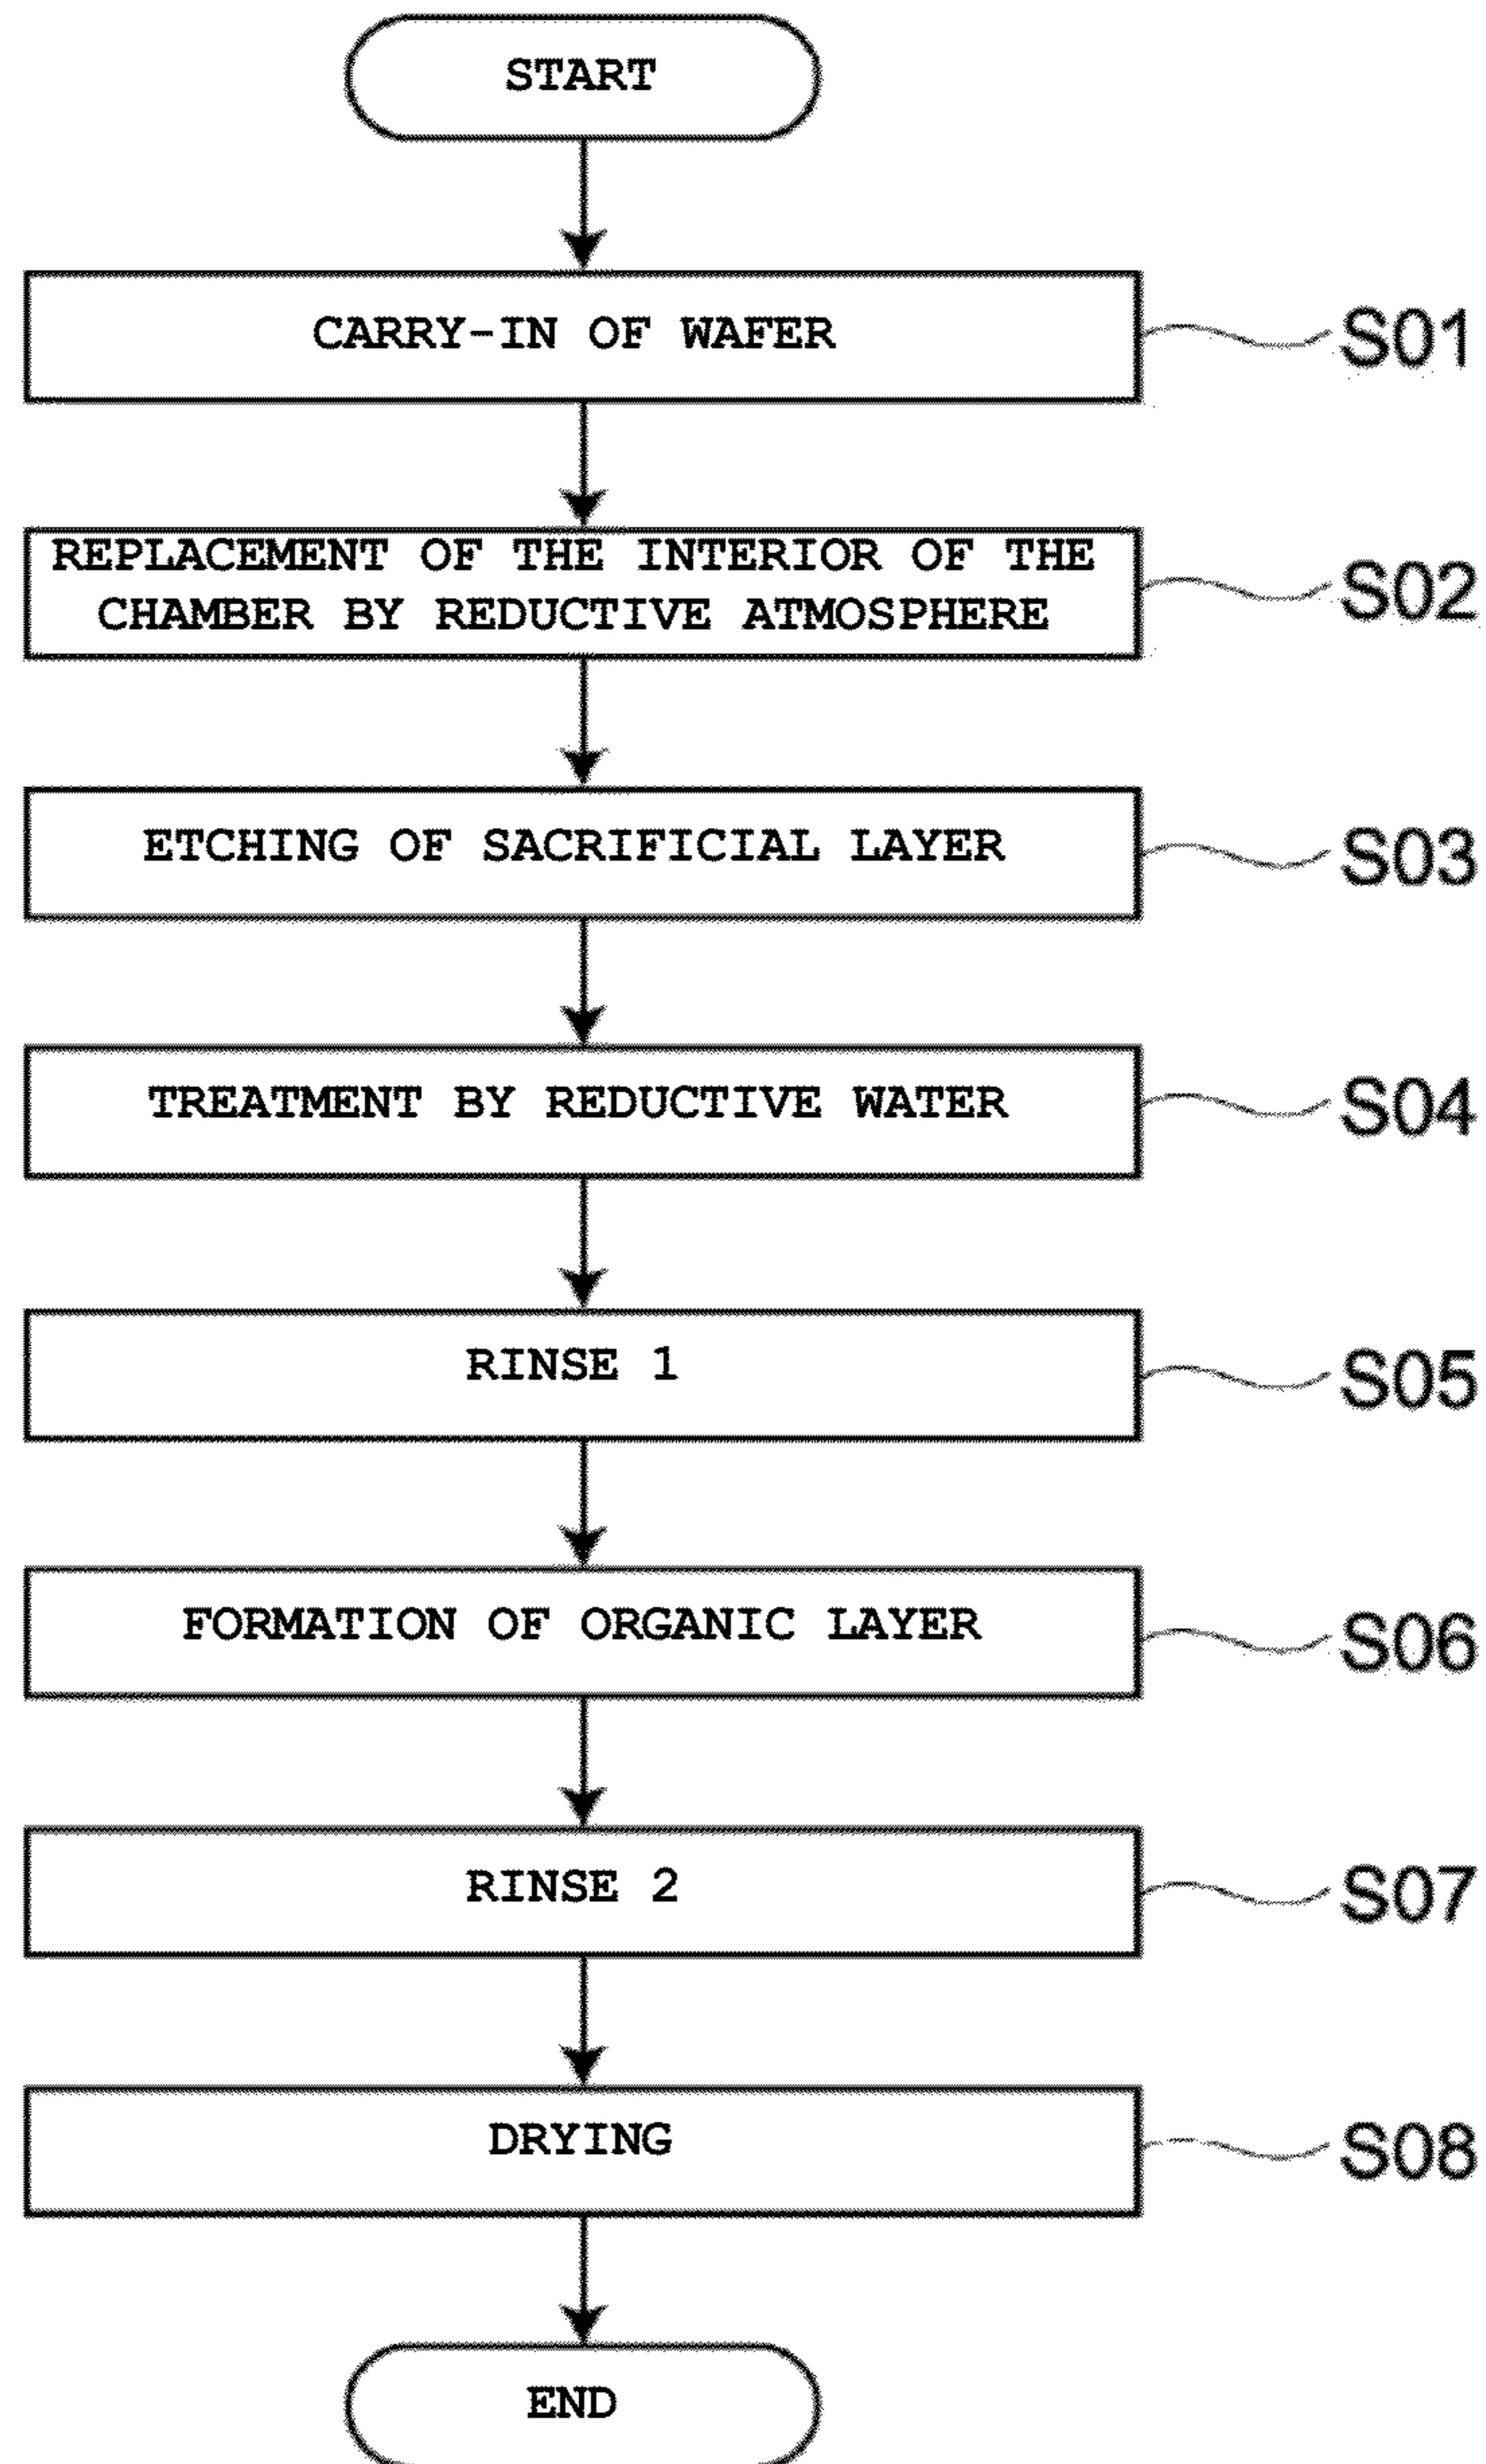 START
CARRY-IN OF WAFER
S01
REPLACEMENT OF THE INTERIOR OF THE
CHAMBER BY REDUCTIVE ATMOSPHERE
S02
ETCHING OF SACRIFICIAL LAYER
S03
TREATMENT BY REDUCTIVE WATER
S04
RINSE 1
S05
FORMATION OF ORGANIC LAYER
S06
RINSE 2
S07
DRYING
S08
END